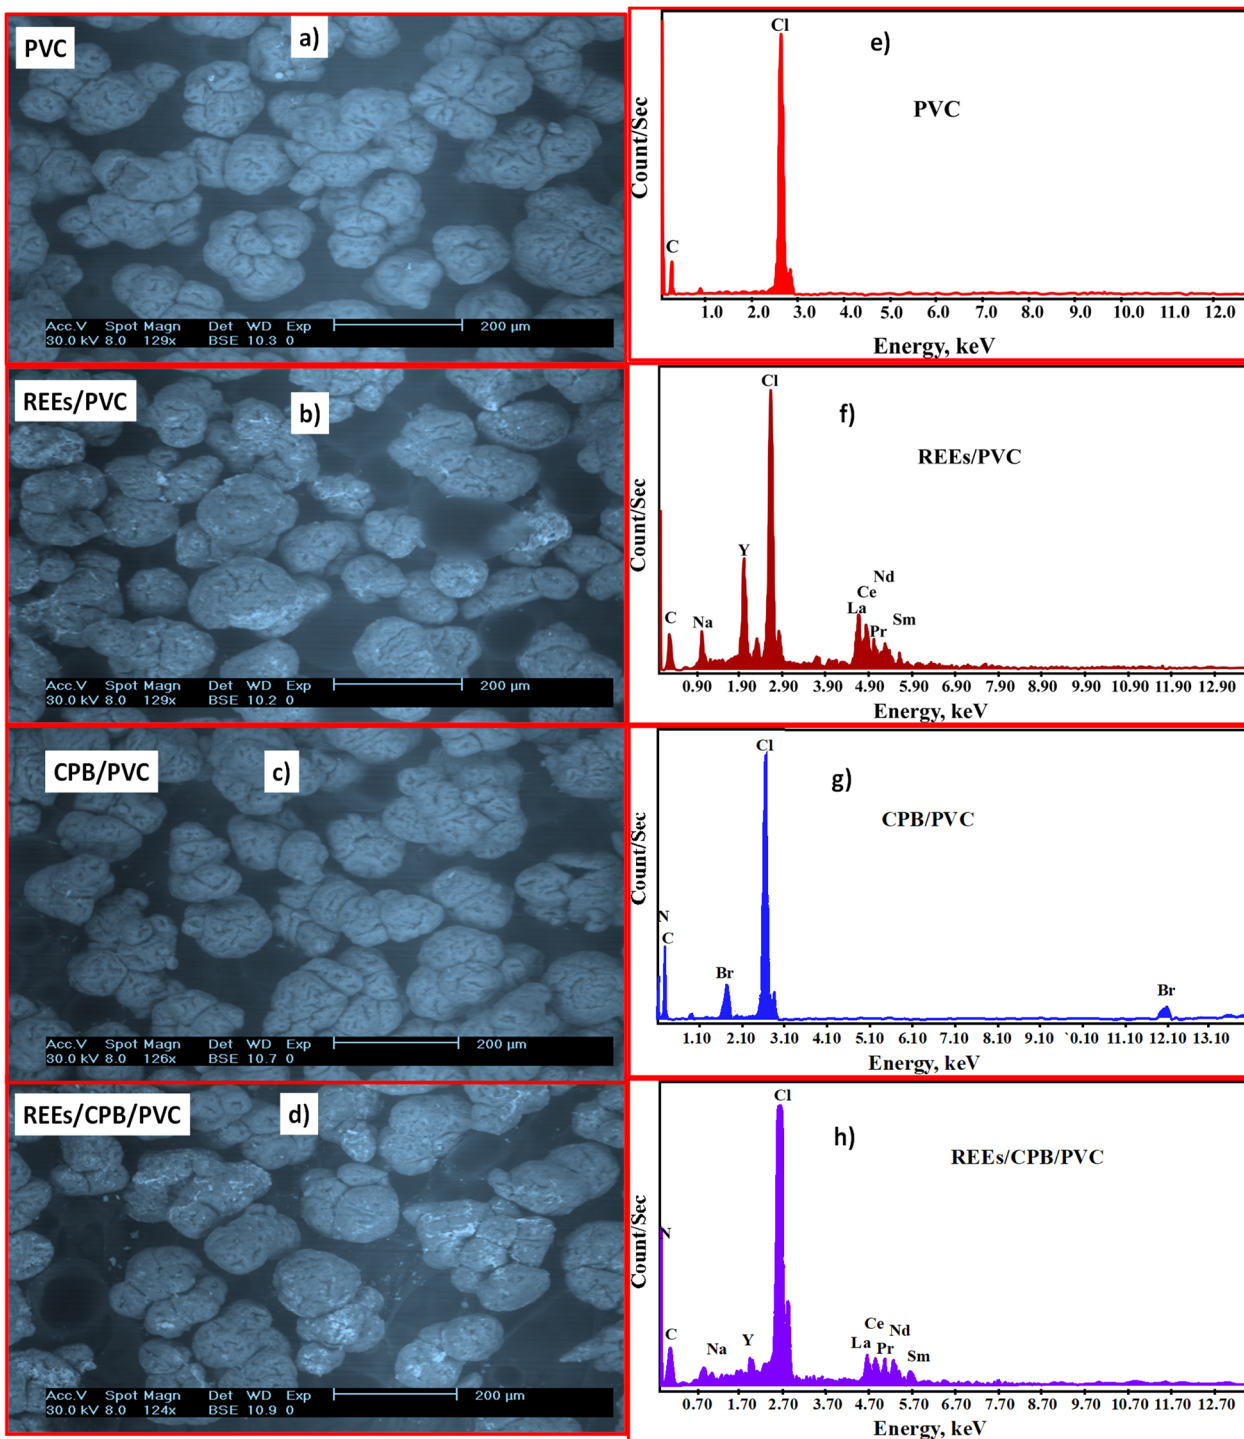 PVC
a)
Acc.V Spot Magn Det WD Exp 200 µm
30.0 kV 8.0 129x BSE 10.3 0
e)
PVC
Cl
C
Count/Sec
1.0 2.0 3.0 4.0 5.0 6.0 7.0 8.0 9.0 10.0 11.0 12.0
Energy, keV
REEs/PVC
b)
Acc.V Spot Magn Det WD Exp 200 µm
30.0 kV 8.0 129x BSE 10.2 0
f)
REEs/PVC
Cl
Y
C
Na
La
Ce
Nd
Pr
Sm
Count/Sec
0.90 1.90 2.90 3.90 4.90 5.90 6.90 7.90 8.90 9.90 10.90 11.90 12.90
Energy, keV
CPB/PVC
c)
Acc.V Spot Magn Det WD Exp 200 µm
30.0 kV 8.0 126x BSE 10.7 0
g)
CPB/PVC
Cl
N
C
Br
Br
Count/Sec
1.10 2.10 3.10 4.10 5.10 6.10 7.10 8.10 9.10 `0.10 11.10 12.10 13.10
Energy, keV
REEs/CPB/PVC
d)
Acc.V Spot Magn Det WD Exp 200 µm
30.0 kV 8.0 124x BSE 10.9 0
h)
REEs/CPB/PVC
Cl
N
C
Na
Y
La
Ce
Pr
Nd
Sm
Count/Sec
0.70 1.70 2.70 3.70 4.70 5.70 6.70 7.70 8.70 9.70 10.70 11.70 12.70
Energy, keV